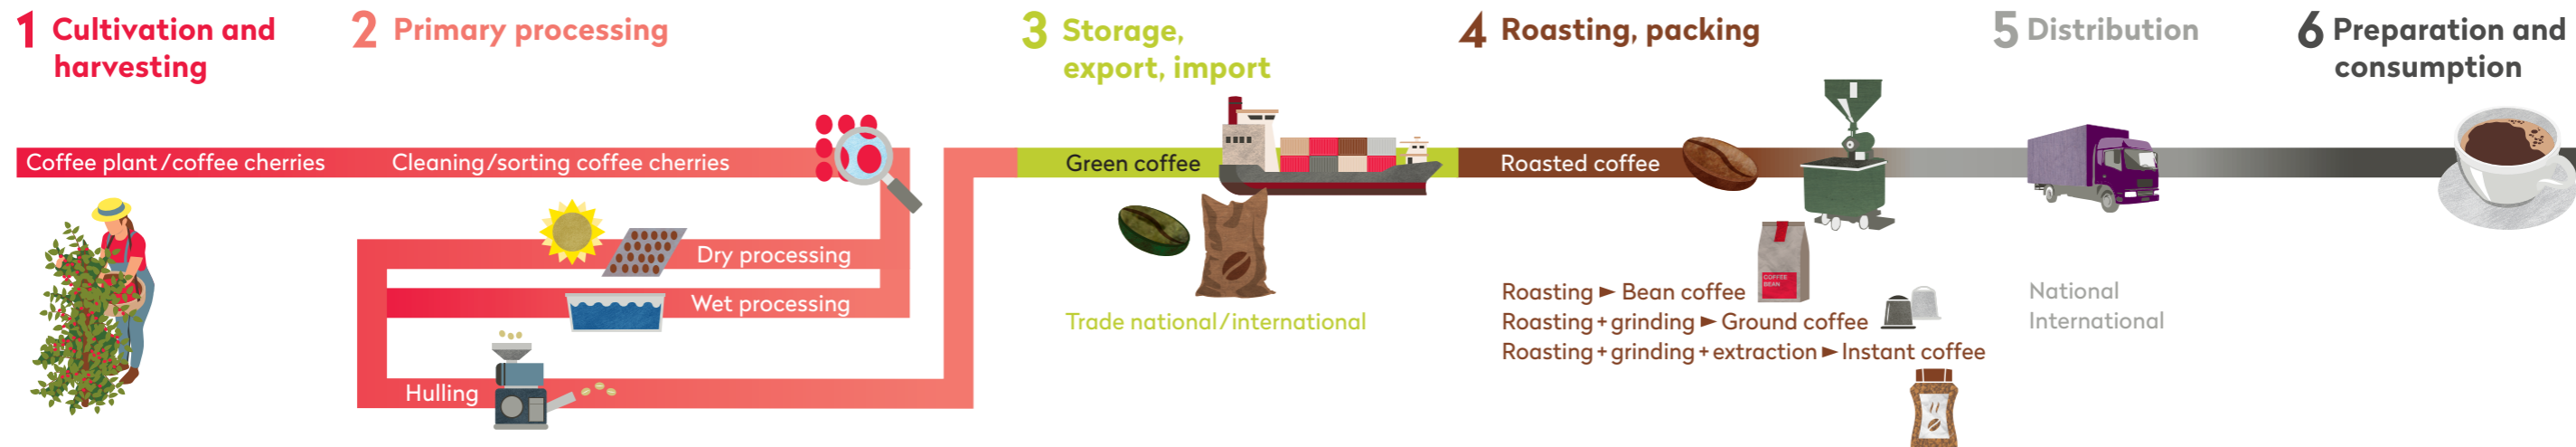 1 Cultivation and
harvesting
2 Primary processing
3 Storage,
export, import
4 Roasting, packing
5 Distribution
6 Preparation and
consumption
Coffee plant/coffee cherries
Cleaning/sorting coffee cherries
Green coffee
Roasted coffee
Dry processing
Wet processing
Hulling
Trade national/international
COFFEE
BEAN
Roasting ► Bean coffee
Roasting+grinding ► Ground coffee
Roasting+grinding+extraction ► Instant coffee
National
International